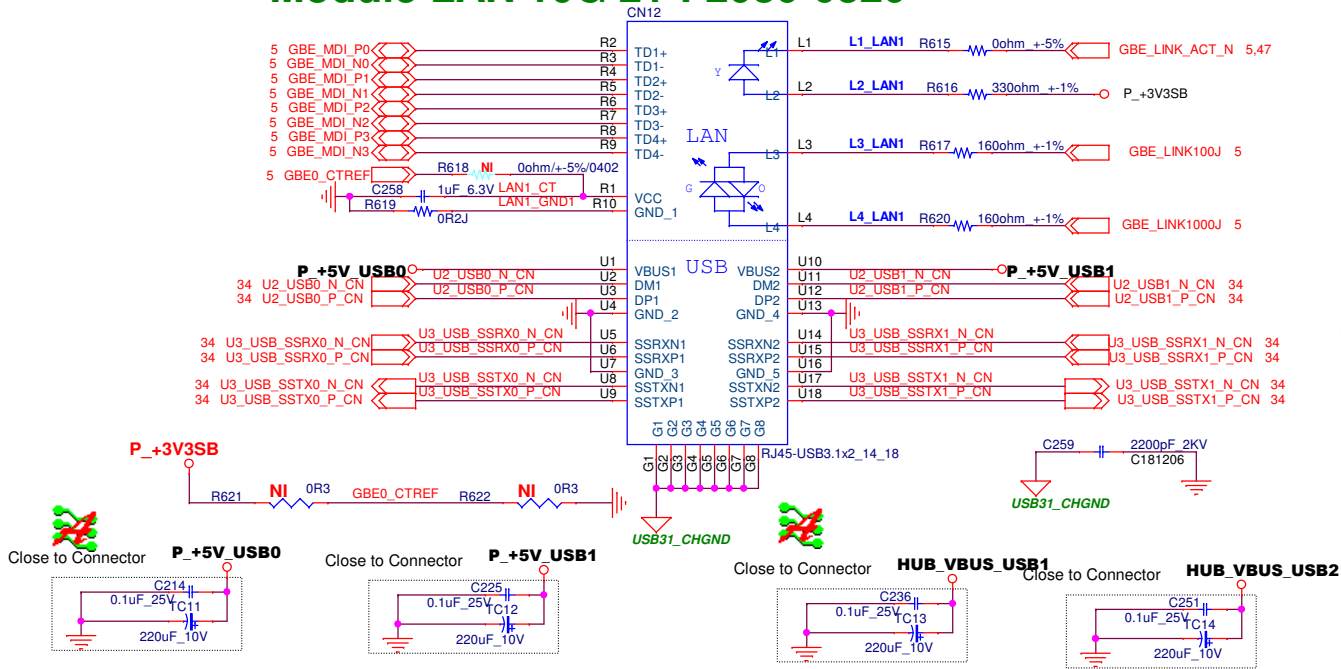 CN12
5 GBE_MDI_P0 R2 TD1+
5 GBE_MDI_N0 R3 TD1-
5 GBE_MDI_P1 R4 TD2+
5 GBE_MDI_N1 R5 TD2-
5 GBE_MDI_P2 R6 TD3+
5 GBE_MDI_N2 R7 TD3-
5 GBE_MDI_P3 R8 TD4+
5 GBE_MDI_N3 R9 TD4-
5 GBE0_CTREF R618 NI 0ohm/+-5%/0402
C258 1uF_6.3V LAN1_CT R1 VCC
R619 0R2J LAN1_GND1 R10 GND_1
LAN
Y
G O
L1 L1 L1_LAN1 R615 0ohm_+-5% GBE_LINK_ACT_N 5,47
L2 L2 L2_LAN1 R616 330ohm_+-1% P_+3V3SB
L3 L3 L3_LAN1 R617 160ohm_+-1% GBE_LINK100J 5
L4 L4 L4_LAN1 R620 160ohm_+-1% GBE_LINK1000J 5
USB
P_+5V_USB0 U1 VBUS1
34 U2_USB0_N_CN U2_USB0_N_CN U2 DM1
34 U2_USB0_P_CN U2_USB0_P_CN U3 DP1
U4 GND_2
34 U3_USB_SSRX0_N_CN U3_USB_SSRX0_N_CN U5 SSRXN1
34 U3_USB_SSRX0_P_CN U3_USB_SSRX0_P_CN U6 SSRXP1
U7 GND_3
34 U3_USB_SSTX0_N_CN U3_USB_SSTX0_N_CN U8 SSTXN1
34 U3_USB_SSTX0_P_CN U3_USB_SSTX0_P_CN U9 SSTXP1
VBUS2 U10 P_+5V_USB1
DM2 U11 U2_USB1_N_CN U2_USB1_N_CN 34
DP2 U12 U2_USB1_P_CN U2_USB1_P_CN 34
GND_4 U13
SSRXN2 U14 U3_USB_SSRX1_N_CN U3_USB_SSRX1_N_CN 34
SSRXP2 U15 U3_USB_SSRX1_P_CN U3_USB_SSRX1_P_CN 34
GND_5 U16
SSTXN2 U17 U3_USB_SSTX1_N_CN U3_USB_SSTX1_N_CN 34
SSTXP2 U18 U3_USB_SSTX1_P_CN U3_USB_SSTX1_P_CN 34
G1 G2 G3 G4 G5 G6 G7 G8
G1 G2 G3 G4 G5 G6 G7 G8
RJ45-USB3.1x2_14_18
USB31_CHGND
P_+3V3SB
R621 NI 0R3 GBE0_CTREF R622 NI 0R3
C259 2200pF_2KV
C181206
USB31_CHGND
Close to Connector P_+5V_USB0
C214
0.1uF_25V
TC11
220uF_10V
Close to Connector P_+5V_USB1
C225
0.1uF_25V
TC12
220uF_10V
Close to Connector HUB_VBUS_USB1
C236
0.1uF_25V
TC13
220uF_10V
Close to Connector HUB_VBUS_USB2
C251
0.1uF_25V
TC14
220uF_10V